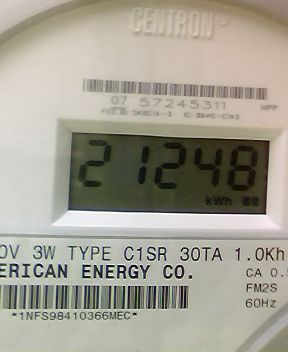 CENTRON®
07 57245311
21248
kWh
0V 3W TYPE C1SR 30TA 1.0Kh
ERICAN ENERGY CO.
CA 0.5
FM2S
60Hz
*1NFS98410366MEC*